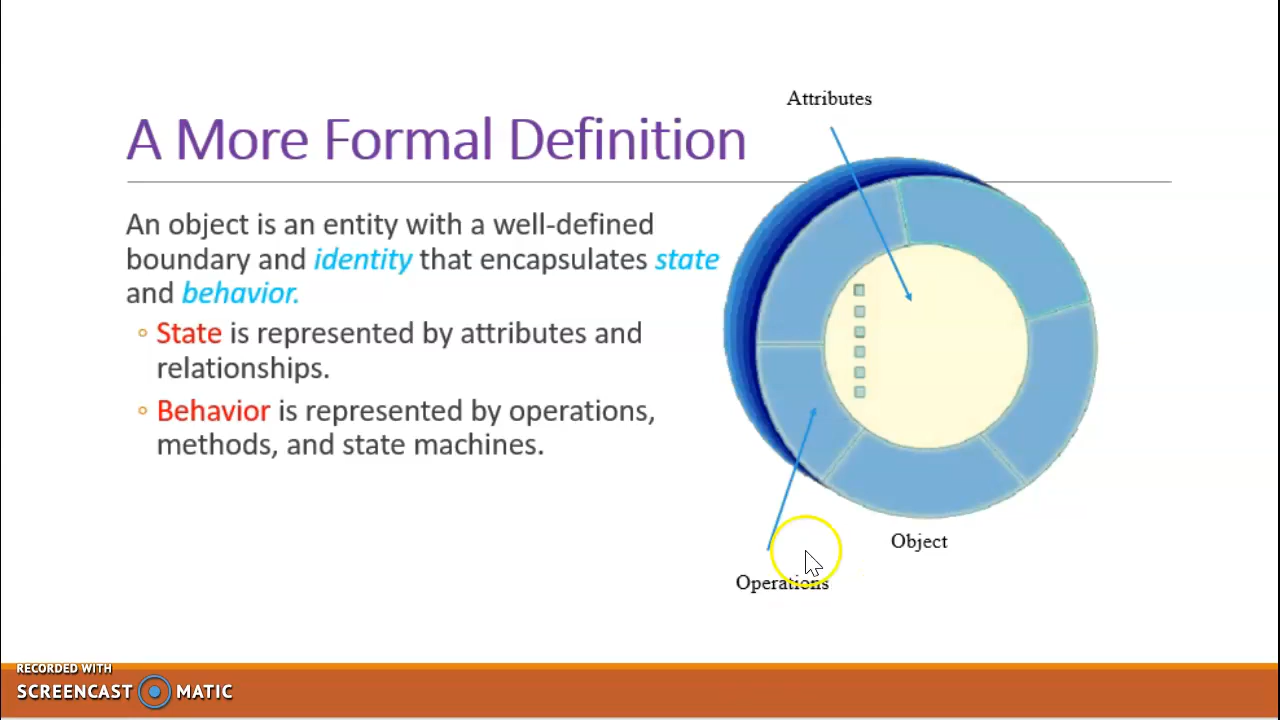 Attributes
A More Formal Definition
An object is an entity with a well-defined
boundary and identity that encapsulates state
and behavior.
State is represented by attributes and
relationships.
Behavior is represented by operations,
methods, and state machines.
Object
Operations
RECORDED WITH
SCREENCAST MATIC